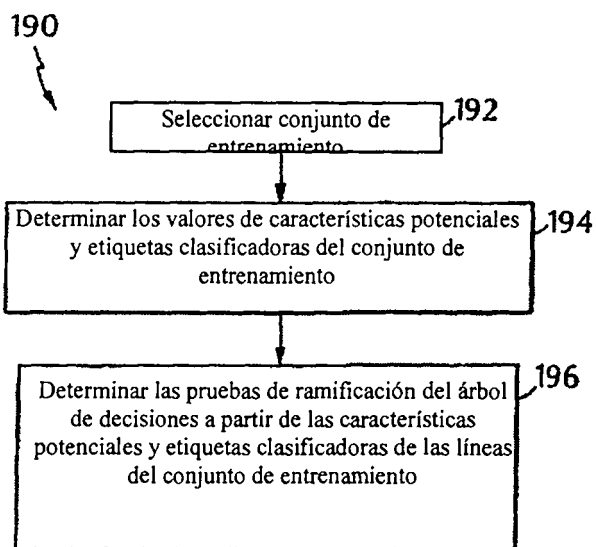 190
Seleccionar conjunto de
entrenamiento
192
Determinar los valores de características potenciales
y etiquetas clasificadoras del conjunto de
entrenamiento
194
Determinar las pruebas de ramificación del árbol
de decisiones a partir de las características
potenciales y etiquetas clasificadoras de las líneas
del conjunto de entrenamiento
196